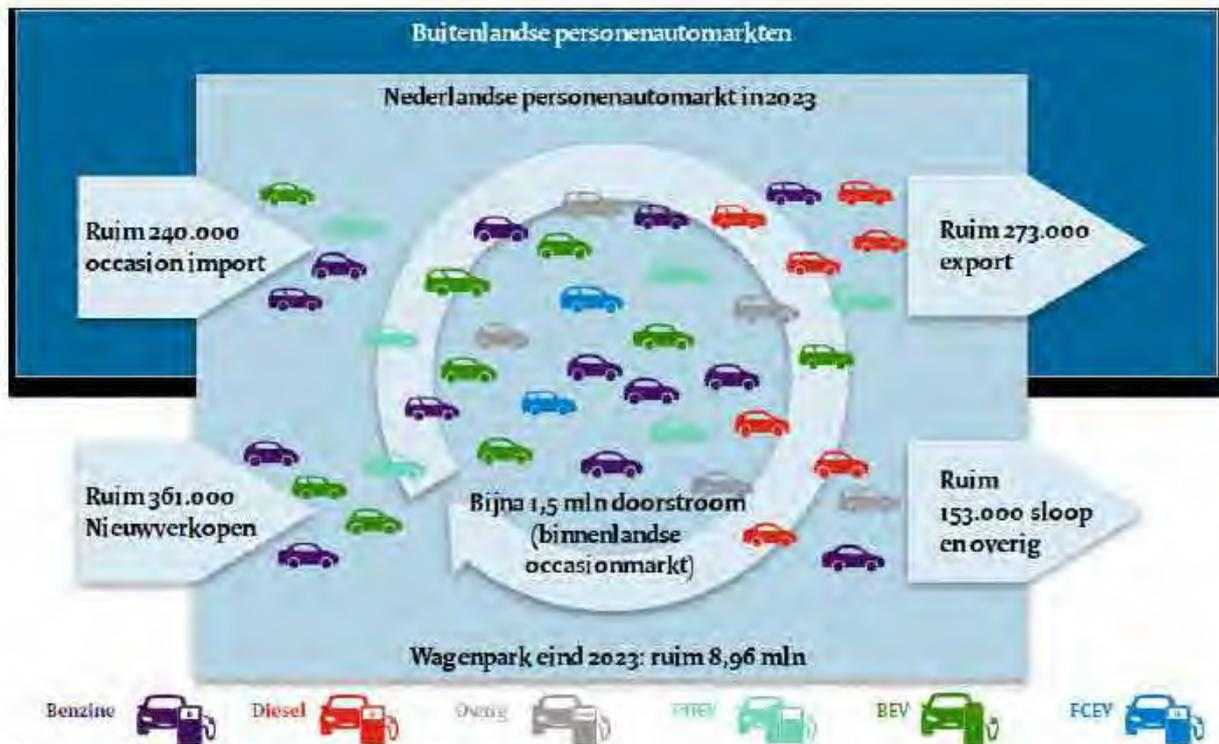 Buitenlandse personenautomarkten
Nederlandse personenautomarkt in 2023
Ruim 240.000
occasion import
Ruim 273.000
export
Ruim 361.000
Nieuwverkopen
Bijna 1,5 mln doorstroom
(binnenlandse
occasionmarkt)
Ruim
153.000 sloop
en overig
Wagenpark eind 2023: ruim 8,96 mln
Benzine
Diesel
Overig
PHEV
BEV
FCEV